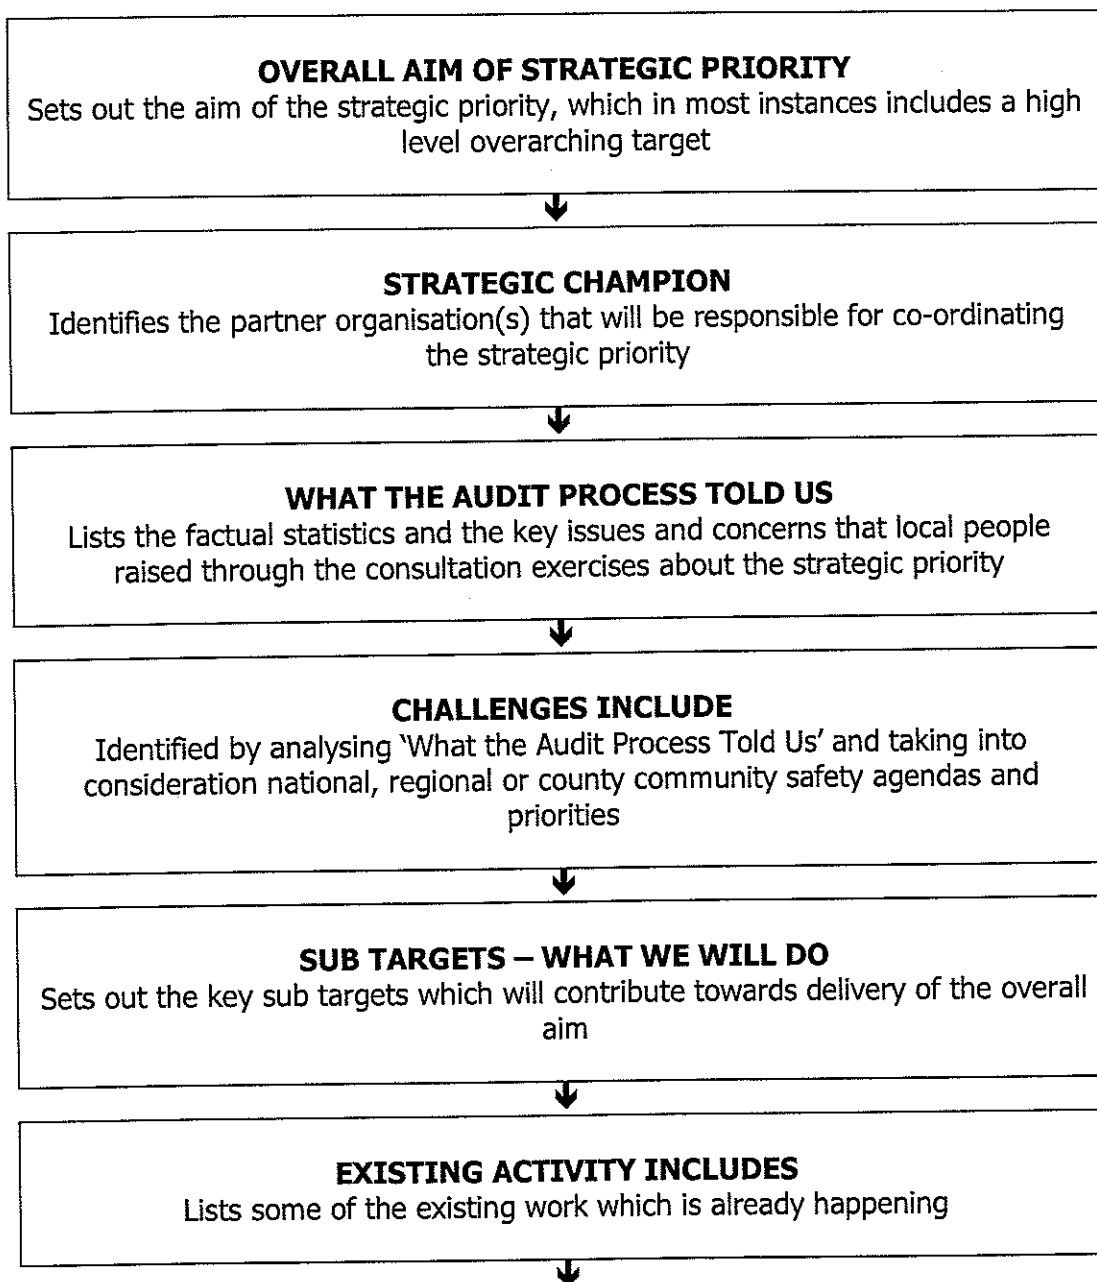 OVERALL AIM OF STRATEGIC PRIORITY
Sets out the aim of the strategic priority, which in most instances includes a high
level overarching target
STRATEGIC CHAMPION
Identifies the partner organisation(s) that will be responsible for co-ordinating
the strategic priority
WHAT THE AUDIT PROCESS TOLD US
Lists the factual statistics and the key issues and concerns that local people
raised through the consultation exercises about the strategic priority
CHALLENGES INCLUDE
Identified by analysing ‘What the Audit Process Told Us’ and taking into
consideration national, regional or county community safety agendas and
priorities
SUB TARGETS – WHAT WE WILL DO
Sets out the key sub targets which will contribute towards delivery of the overall
aim
EXISTING ACTIVITY INCLUDES
Lists some of the existing work which is already happening